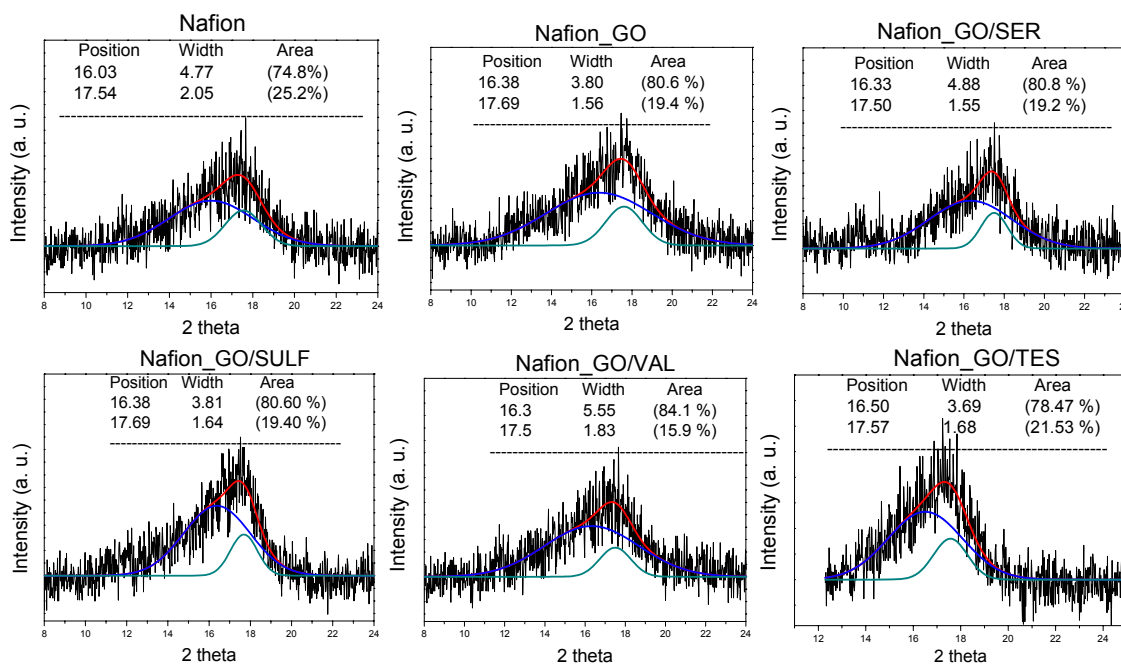 Nafion
Position Width Area
16.03 4.77 (74.8%)
17.54 2.05 (25.2%)
Intensity (a. u.)
8 10 12 14 16 18 20 22 24
2 theta
Nafion_GO
Position Width Area
16.38 3.80 (80.6 %)
17.69 1.56 (19.4 %)
Intensity (a. u.)
8 10 12 14 16 18 20 22 24
2 theta
Nafion_GO/SER
Position Width Area
16.33 4.88 (80.8 %)
17.50 1.55 (19.2 %)
Intensity (a. u.)
8 10 12 14 16 18 20 22
2 theta
Nafion_GO/SULF
Position Width Area
16.38 3.81 (80.60 %)
17.69 1.64 (19.40 %)
Intensity (a. u.)
8 10 12 14 16 18 20 22 24
2 theta
Nafion_GO/VAL
Position Width Area
16.3 5.55 (84.1 %)
17.5 1.83 (15.9 %)
Intensity (a. u.)
8 10 12 14 16 18 20 22 24
2 theta
Nafion_GO/TES
Position Width Area
16.50 3.69 (78.47 %)
17.57 1.68 (21.53 %)
Intensity (a. u.)
12 14 16 18 20 22 24
2 theta